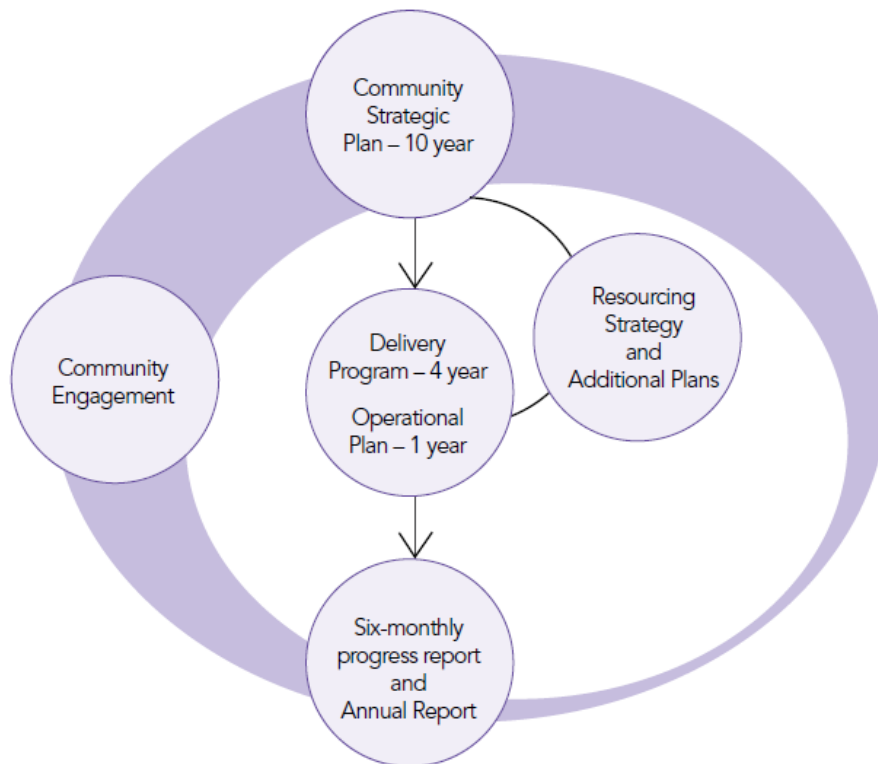 Community
Strategic
Plan – 10 year
Resourcing
Strategy
and
Additional Plans
Delivery
Program – 4 year
Operational
Plan – 1 year
Community
Engagement
Six-monthly
progress report
and
Annual Report